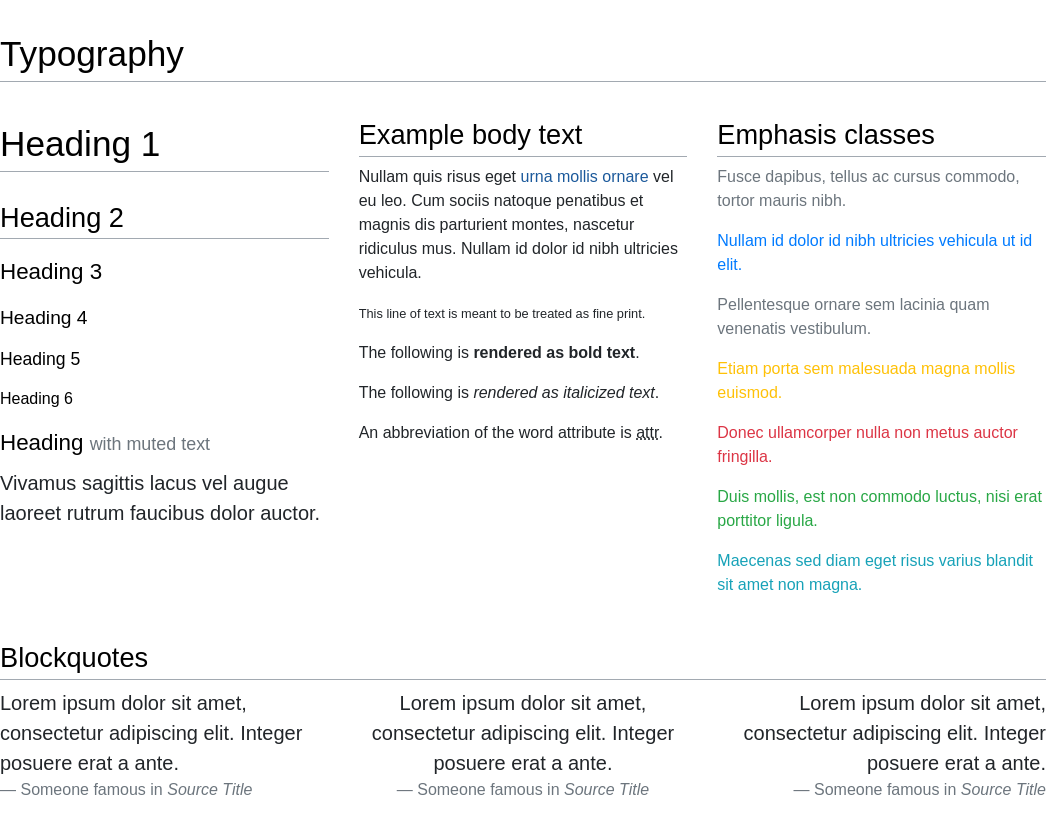 Typography
Heading 1
Heading 2
Heading 3
Heading 4
Heading 5
Heading 6
Heading with muted text
Vivamus sagittis lacus vel augue
laoreet rutrum faucibus dolor auctor.
Example body text
Nullam quis risus eget urna mollis ornare vel
eu leo. Cum sociis natoque penatibus et
magnis dis parturient montes, nascetur
ridiculus mus. Nullam id dolor id nibh ultricies
vehicula.
This line of text is meant to be treated as fine print.
The following is rendered as bold text.
The following is rendered as italicized text.
An abbreviation of the word attribute is attr.
Emphasis classes
Fusce dapibus, tellus ac cursus commodo,
tortor mauris nibh.
Nullam id dolor id nibh ultricies vehicula ut id
elit.
Pellentesque ornare sem lacinia quam
venenatis vestibulum.
Etiam porta sem malesuada magna mollis
euismod.
Donec ullamcorper nulla non metus auctor
fringilla.
Duis mollis, est non commodo luctus, nisi erat
porttitor ligula.
Maecenas sed diam eget risus varius blandit
sit amet non magna.
Blockquotes
Lorem ipsum dolor sit amet,
consectetur adipiscing elit. Integer
posuere erat a ante.
— Someone famous in Source Title
Lorem ipsum dolor sit amet,
consectetur adipiscing elit. Integer
posuere erat a ante.
— Someone famous in Source Title
Lorem ipsum dolor sit amet,
consectetur adipiscing elit. Integer
posuere erat a ante.
— Someone famous in Source Title